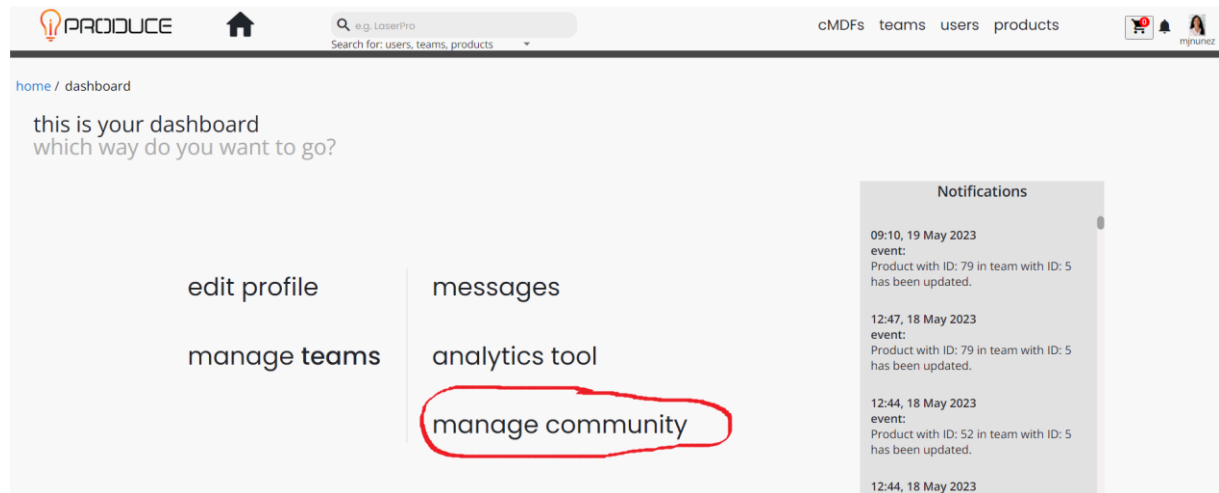 iPRODUCE
e.g. LaserPro
Search for: users, teams, products
cMDFs teams users products
0
mjnunez
home / dashboard
this is your dashboard
which way do you want to go?
edit profile
manage teams
messages
analytics tool
manage community
Notifications
09:10, 19 May 2023
event:
Product with ID: 79 in team with ID: 5
has been updated.
12:47, 18 May 2023
event:
Product with ID: 79 in team with ID: 5
has been updated.
12:44, 18 May 2023
event:
Product with ID: 52 in team with ID: 5
has been updated.
12:44, 18 May 2023